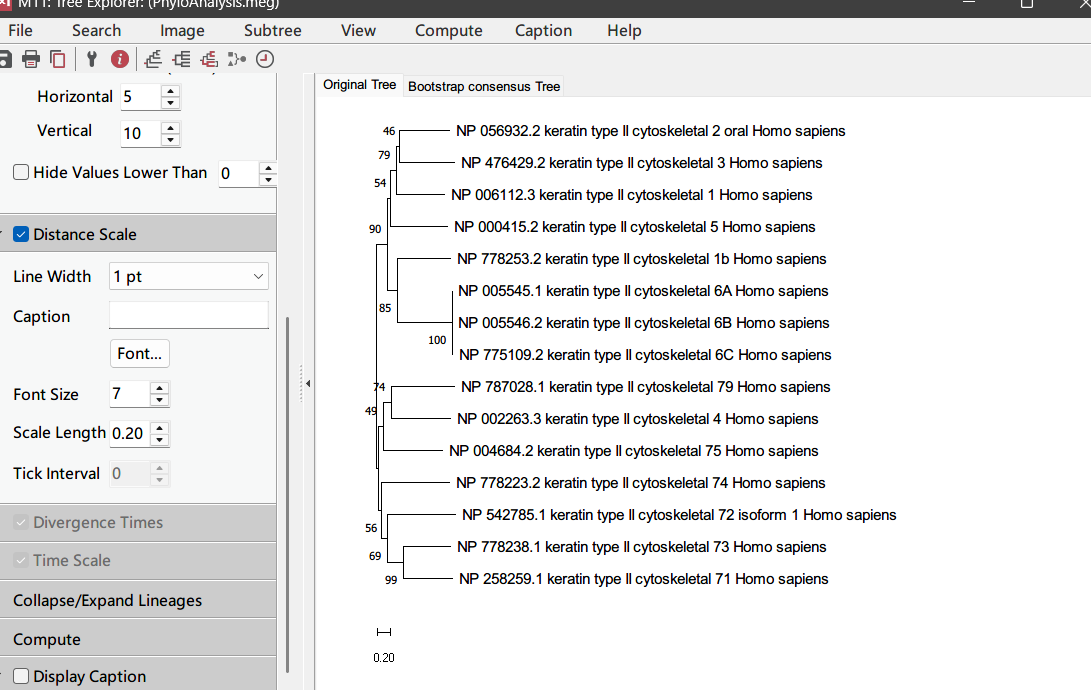 M11: Tree Explorer: (PhyloAnalysis.meg)
File Search Image Subtree View Compute Caption Help
Horizontal 5
Vertical 10
Hide Values Lower Than 0
Distance Scale
Line Width 1 pt
Caption
Font...
Font Size 7
Scale Length 0.20
Tick Interval 0
Divergence Times
Time Scale
Collapse/Expand Lineages
Compute
Display Caption
Original Tree Bootstrap consensus Tree
46 NP 056932.2 keratin type II cytoskeletal 2 oral Homo sapiens
79
NP 476429.2 keratin type II cytoskeletal 3 Homo sapiens
54
NP 006112.3 keratin type II cytoskeletal 1 Homo sapiens
90 NP 000415.2 keratin type II cytoskeletal 5 Homo sapiens
NP 778253.2 keratin type II cytoskeletal 1b Homo sapiens
NP 005545.1 keratin type II cytoskeletal 6A Homo sapiens
85
NP 005546.2 keratin type II cytoskeletal 6B Homo sapiens
100
NP 775109.2 keratin type II cytoskeletal 6C Homo sapiens
74 NP 787028.1 keratin type II cytoskeletal 79 Homo sapiens
49
NP 002263.3 keratin type II cytoskeletal 4 Homo sapiens
NP 004684.2 keratin type II cytoskeletal 75 Homo sapiens
NP 778223.2 keratin type II cytoskeletal 74 Homo sapiens
NP 542785.1 keratin type II cytoskeletal 72 isoform 1 Homo sapiens
56
NP 778238.1 keratin type II cytoskeletal 73 Homo sapiens
69
99 NP 258259.1 keratin type II cytoskeletal 71 Homo sapiens
0.20